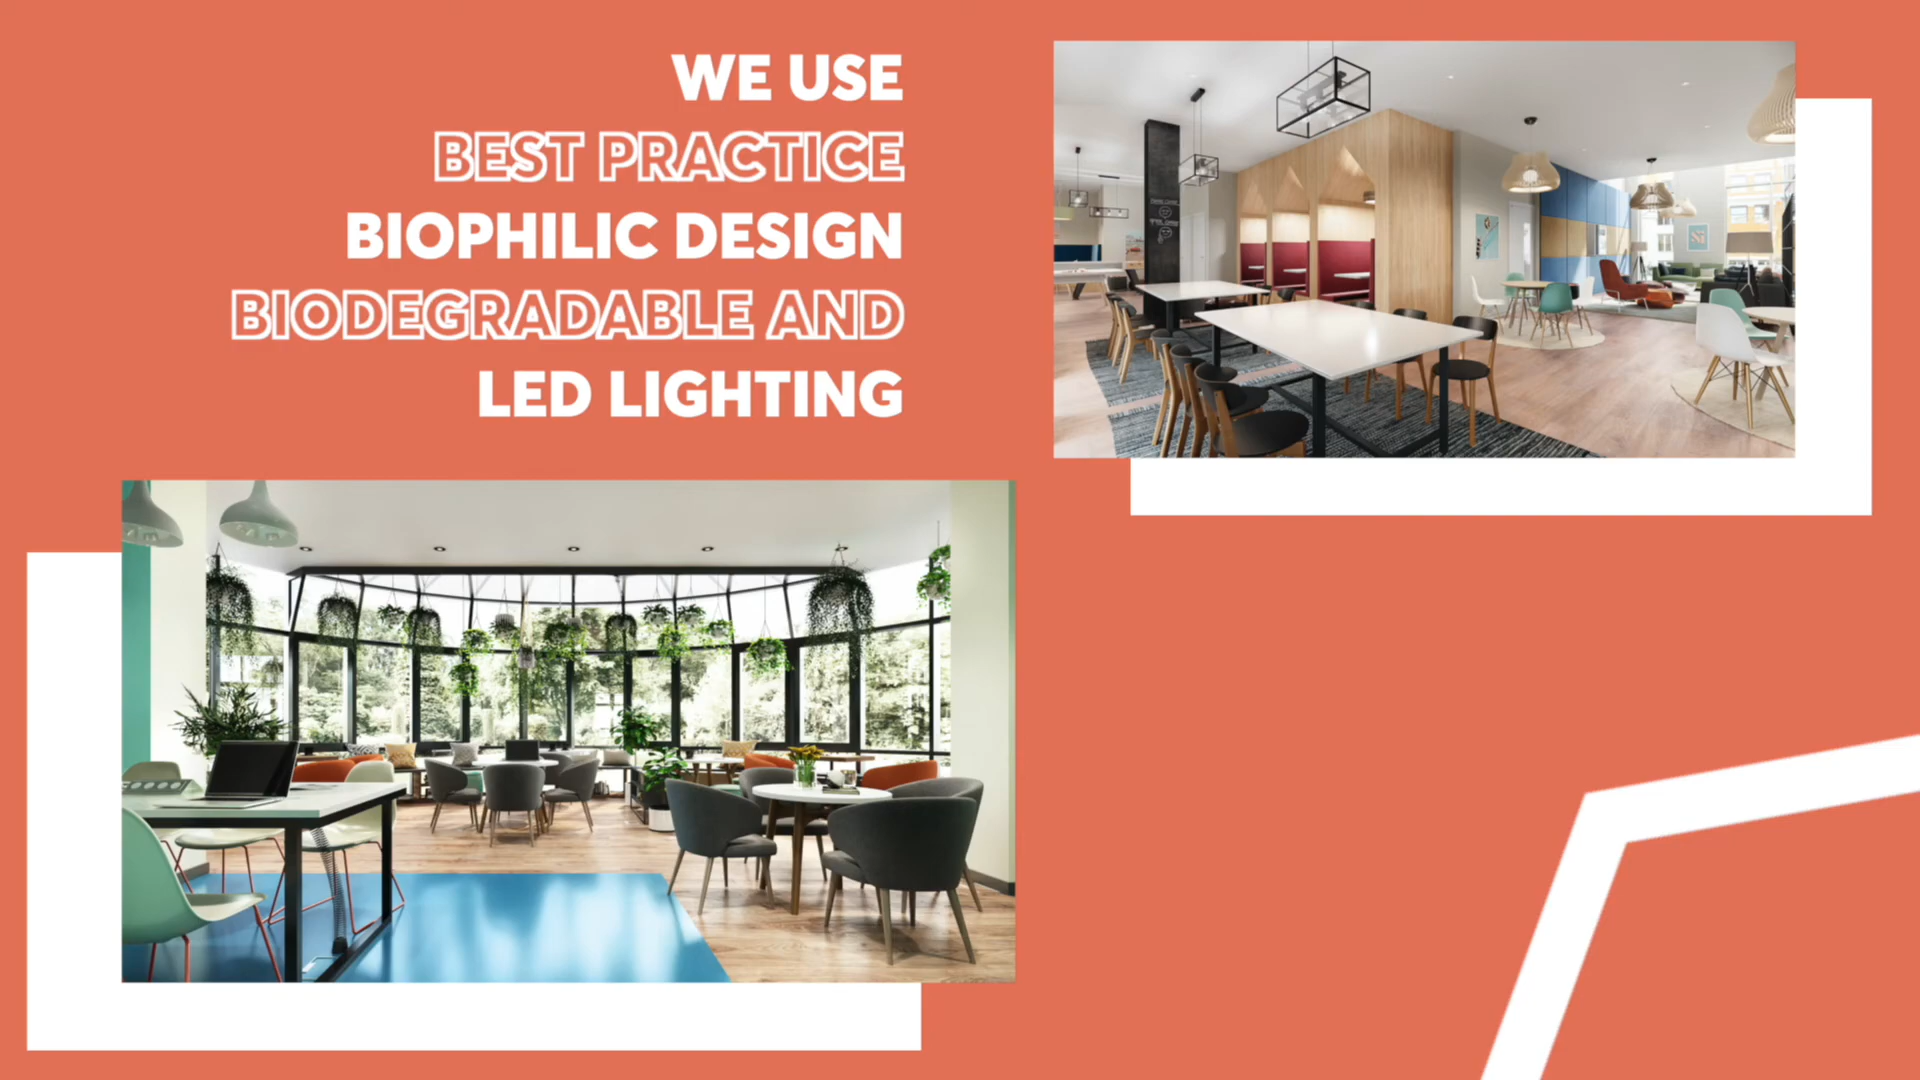 WE USE
BEST PRACTICE
BIOPHILIC DESIGN
BIODEGRADABLE AND
LED LIGHTING